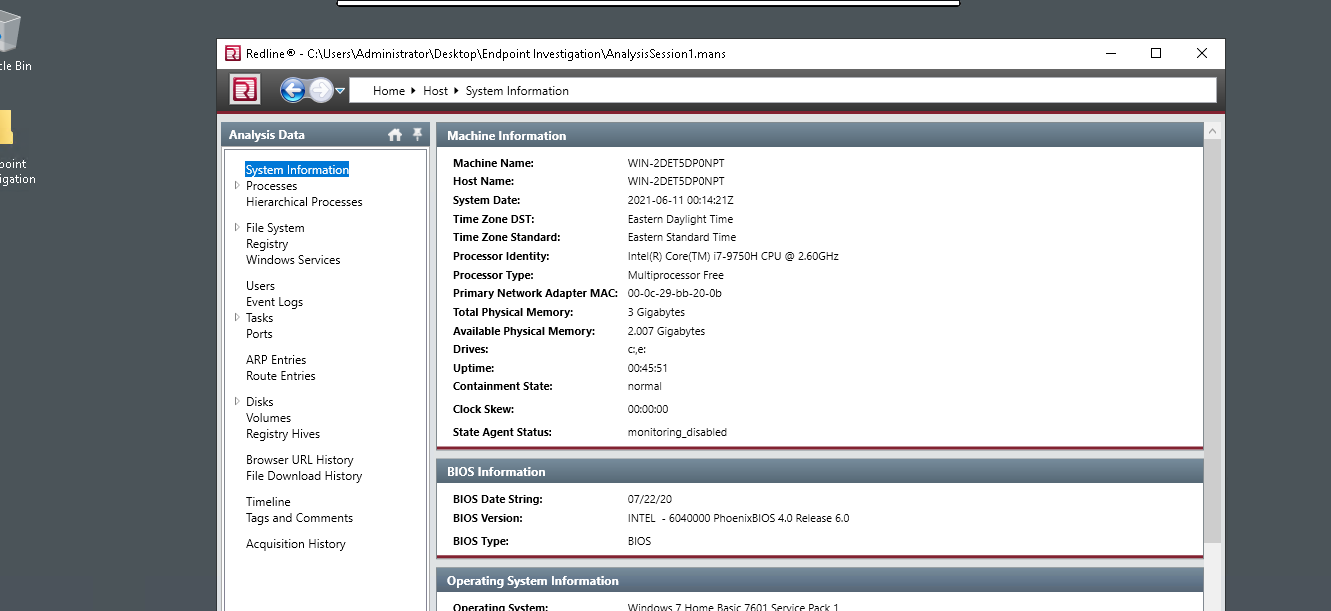 Redline® - C:\Users\Administrator\Desktop\Endpoint Investigation\AnalysisSession1.mans
cle Bin
Home Host System Information
point
igation
Analysis Data
System Information
Processes
Hierarchical Processes
File System
Registry
Windows Services
Users
Event Logs
Tasks
Ports
ARP Entries
Route Entries
Disks
Volumes
Registry Hives
Browser URL History
File Download History
Timeline
Tags and Comments
Acquisition History
Machine Information
Machine Name: WIN-2DET5DP0NPT
Host Name: WIN-2DET5DP0NPT
System Date: 2021-06-11 00:14:21Z
Time Zone DST: Eastern Daylight Time
Time Zone Standard: Eastern Standard Time
Processor Identity: Intel(R) Core(TM) i7-9750H CPU @ 2.60GHz
Processor Type: Multiprocessor Free
Primary Network Adapter MAC: 00-0c-29-bb-20-0b
Total Physical Memory: 3 Gigabytes
Available Physical Memory: 2.007 Gigabytes
Drives: c:,e:
Uptime: 00:45:51
Containment State: normal
Clock Skew: 00:00:00
State Agent Status: monitoring_disabled
BIOS Information
BIOS Date String: 07/22/20
BIOS Version: INTEL - 6040000 PhoenixBIOS 4.0 Release 6.0
BIOS Type: BIOS
Operating System Information
Operating System: Windows 7 Home Basic 7601 Service Pack 1